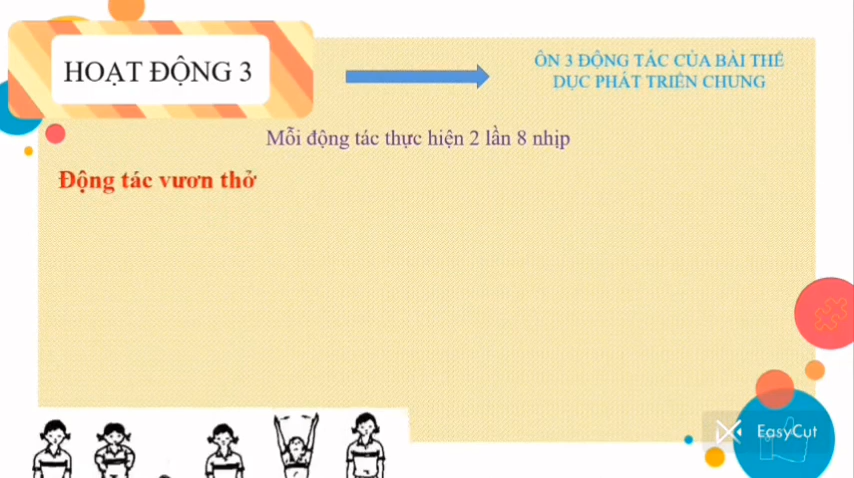 HOẠT ĐỘNG 3
ÔN 3 ĐỘNG TÁC CỦA BÀI THỂ
DỤC PHÁT TRIỂN CHUNG
Mỗi động tác thực hiện 2 lần 8 nhịp
Động tác vươn thở
EasyCut